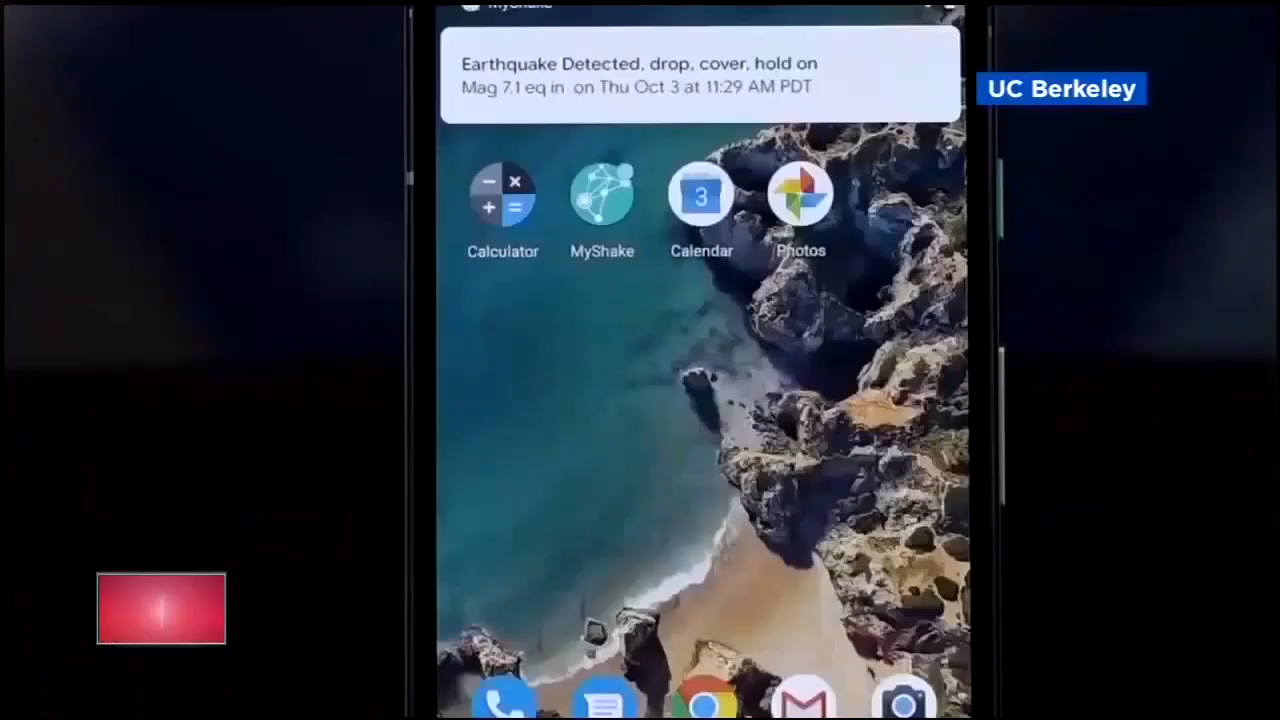 MyShake
Earthquake Detected, drop, cover, hold on
Mag 7.1 eq in  on Thu Oct 3 at 11:29 AM PDT
UC Berkeley
3
Calculator
MyShake
Calendar
Photos